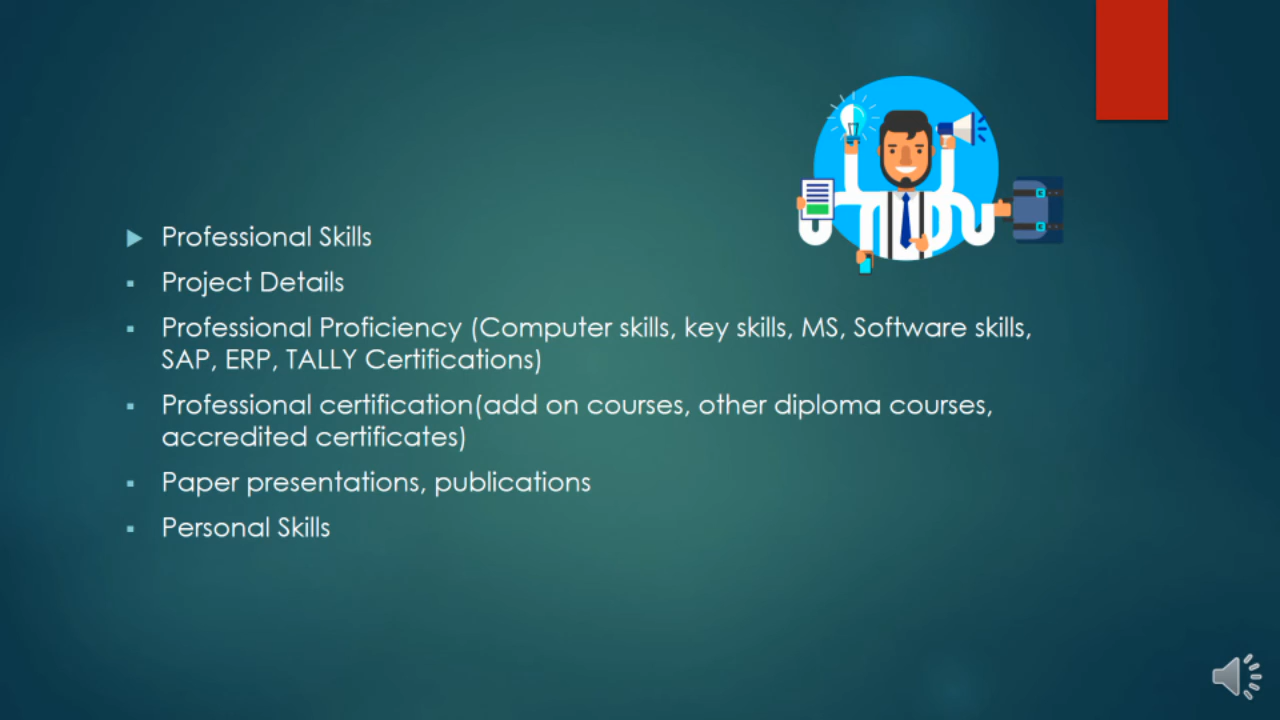 Professional Skills
Project Details
Professional Proficiency (Computer skills, key skills, MS, Software skills,
SAP, ERP, TALLY Certifications)
Professional certification(add on courses, other diploma courses,
accredited certificates)
Paper presentations, publications
Personal Skills